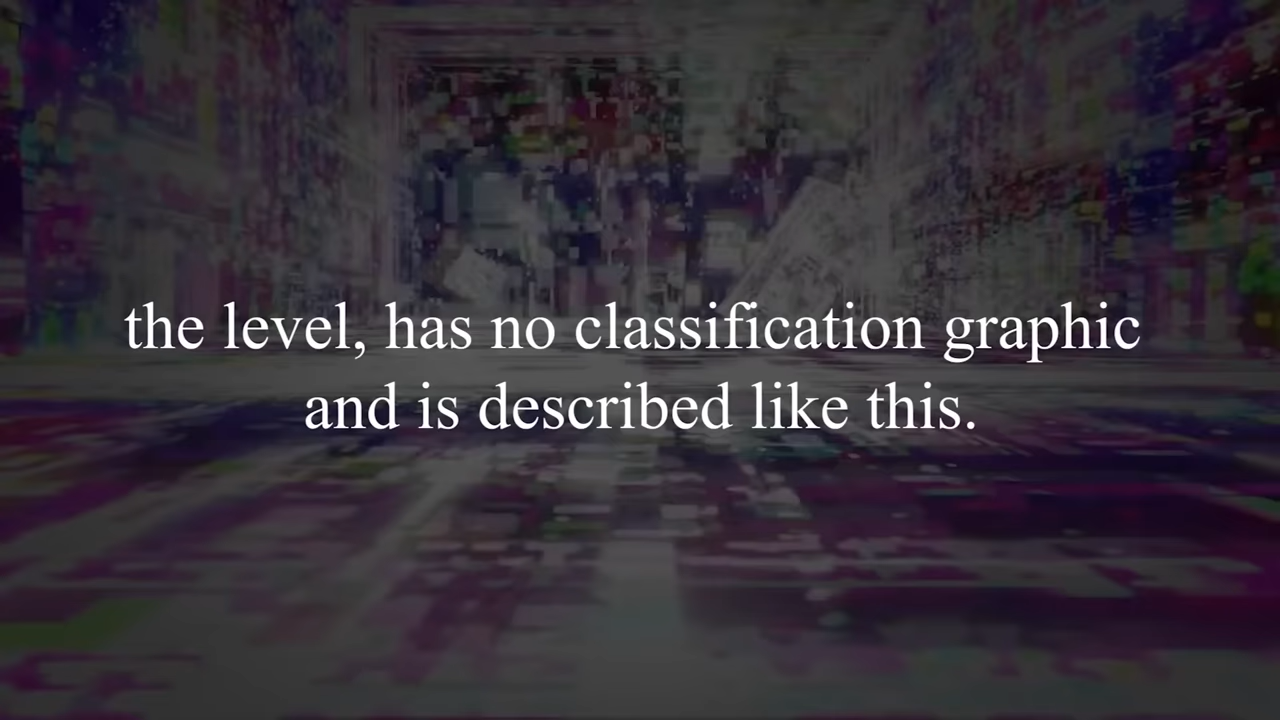 the level, has no classification graphic
and is described like this.